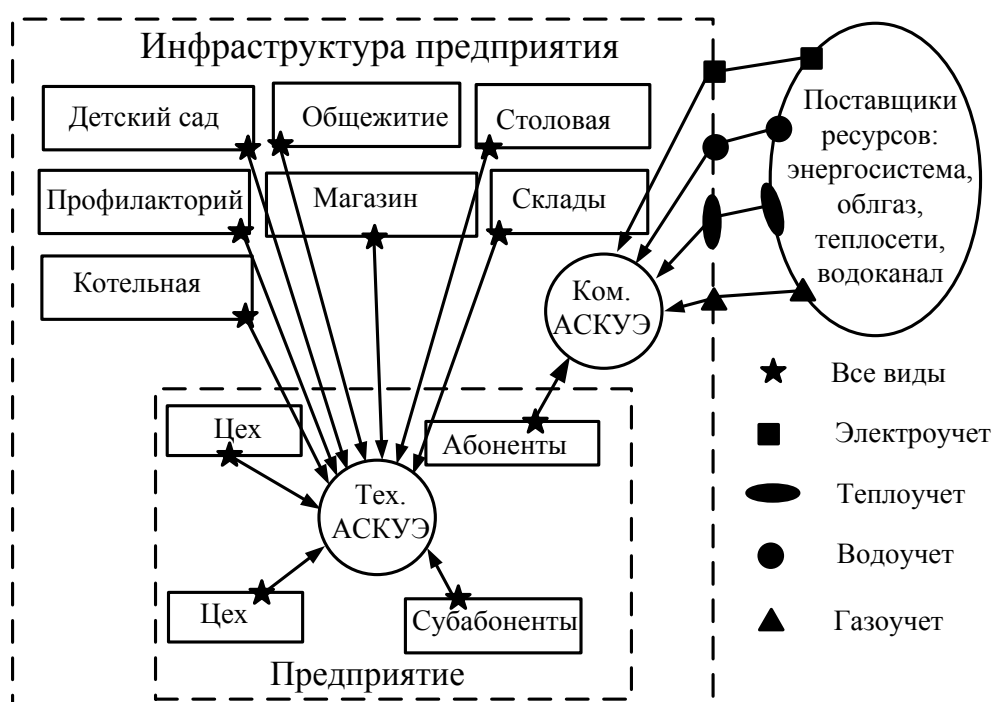 Инфраструктура предприятия
Детский сад
Общежитие
Столовая
Профилакторий
Магазин
Склады
Котельная
Ком.
АСКУЭ
Поставщики
ресурсов:
энергосистема,
облгаз,
теплосети,
водоканал
Цех
Абоненты
Тех.
АСКУЭ
Цех
Субабоненты
Предприятие
Все виды
Электроучет
Теплоучет
Водоучет
Газоучет